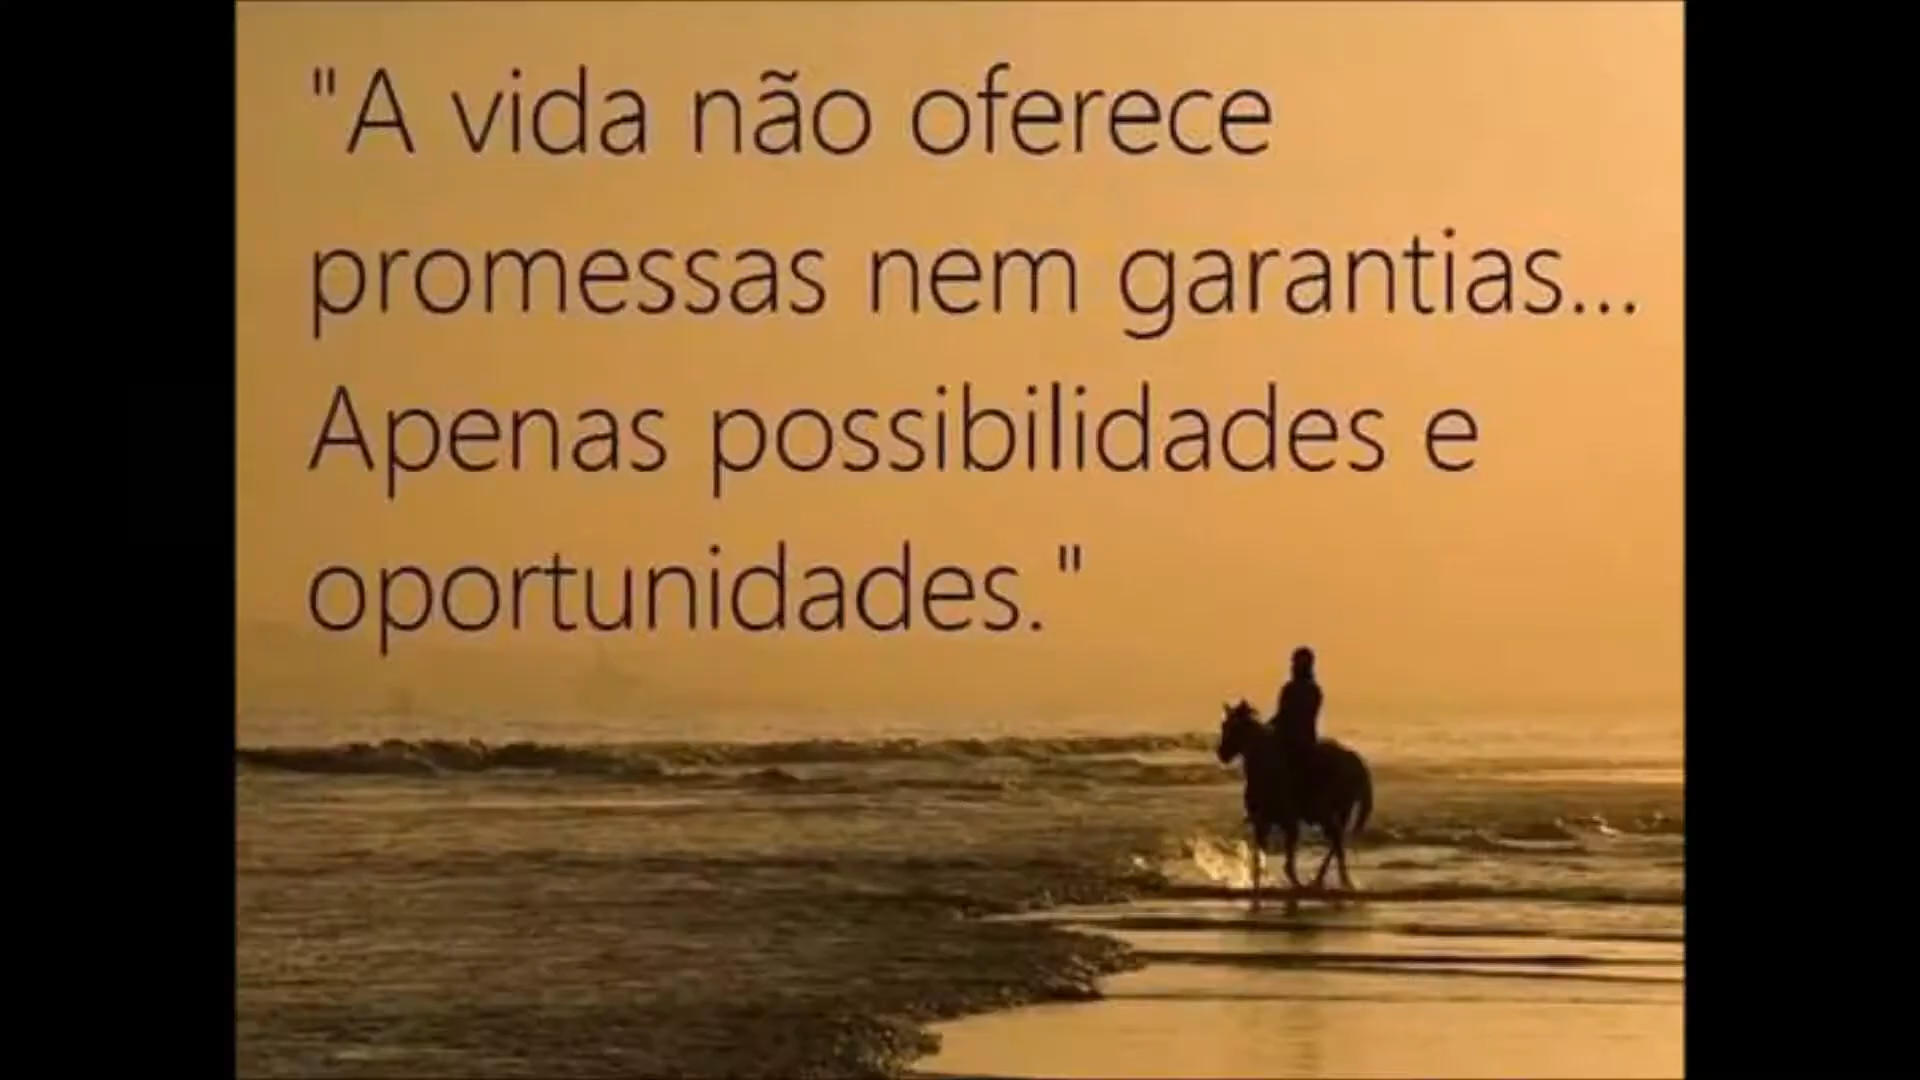 "A vida não oferece
promessas nem garantias...
Apenas possibilidades e
oportunidades."